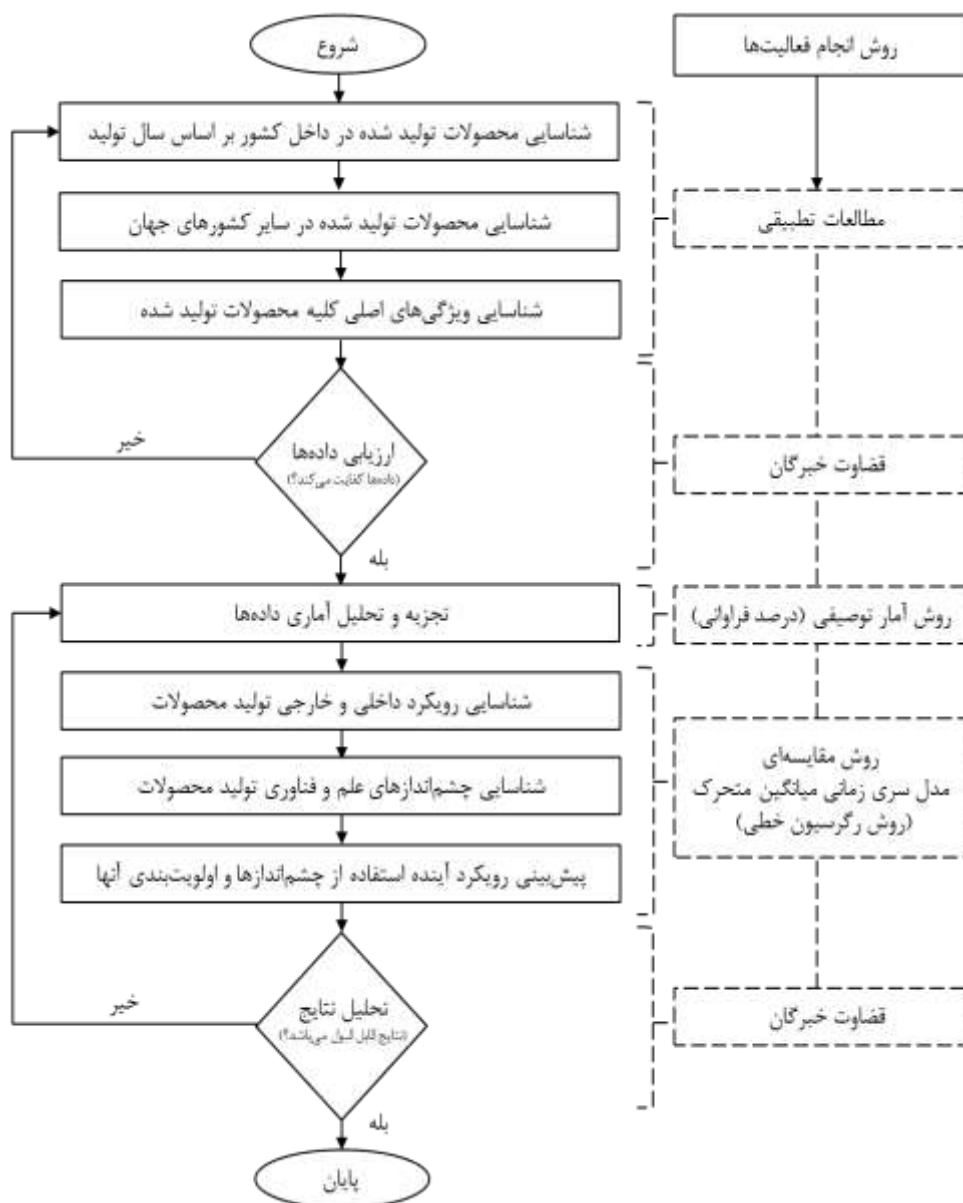 شروع
روش انجام فعالیت‌ها
شناسایی محصولات تولید شده در داخل کشور بر اساس سال تولید
شناسایی محصولات تولید شده در سایر کشورهای جهان
مطالعات تطبیقی
شناسایی ویژگی‌های اصلی کلیه محصولات تولید شده
ارزیابی داده‌ها
(داده‌ها کفایت می‌کند؟)
خیر
قضاوت خبرگان
بله
تجزیه و تحلیل آماری داده‌ها
روش آمار توصیفی (درصد فراوانی)
شناسایی رویکرد داخلی و خارجی تولید محصولات
شناسایی چشم‌اندازهای علم و فناوری تولید محصولات
روش مقایسه‌ای
مدل سری زمانی میانگین متحرک
(روش رگرسیون خطی)
پیش‌بینی رویکرد آینده استفاده از چشم‌اندازها و اولویت‌بندی آنها
تحلیل نتایج
(نتایج قابل قبول می‌باشد؟)
خیر
قضاوت خبرگان
بله
پایان